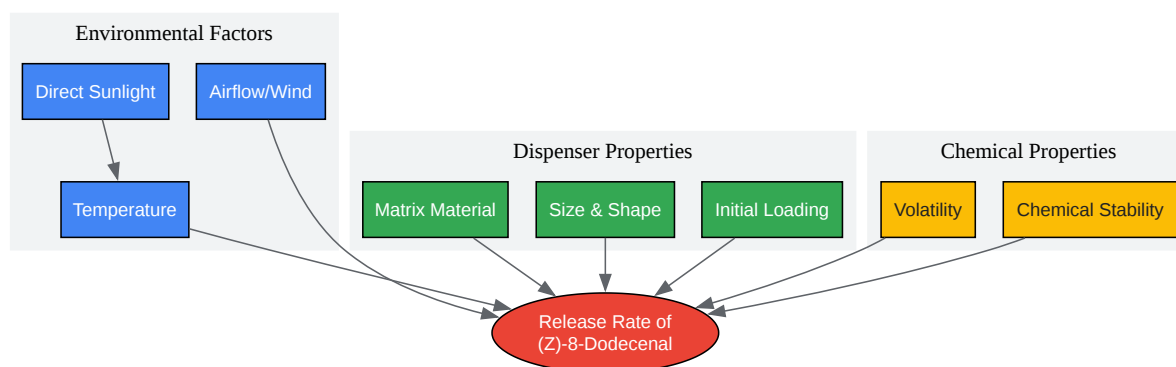 Environmental Factors
Direct Sunlight
Airflow/Wind
Temperature
Dispenser Properties
Matrix Material
Size & Shape
Initial Loading
Chemical Properties
Volatility
Chemical Stability
Release Rate of
(Z)-8-Dodecenal